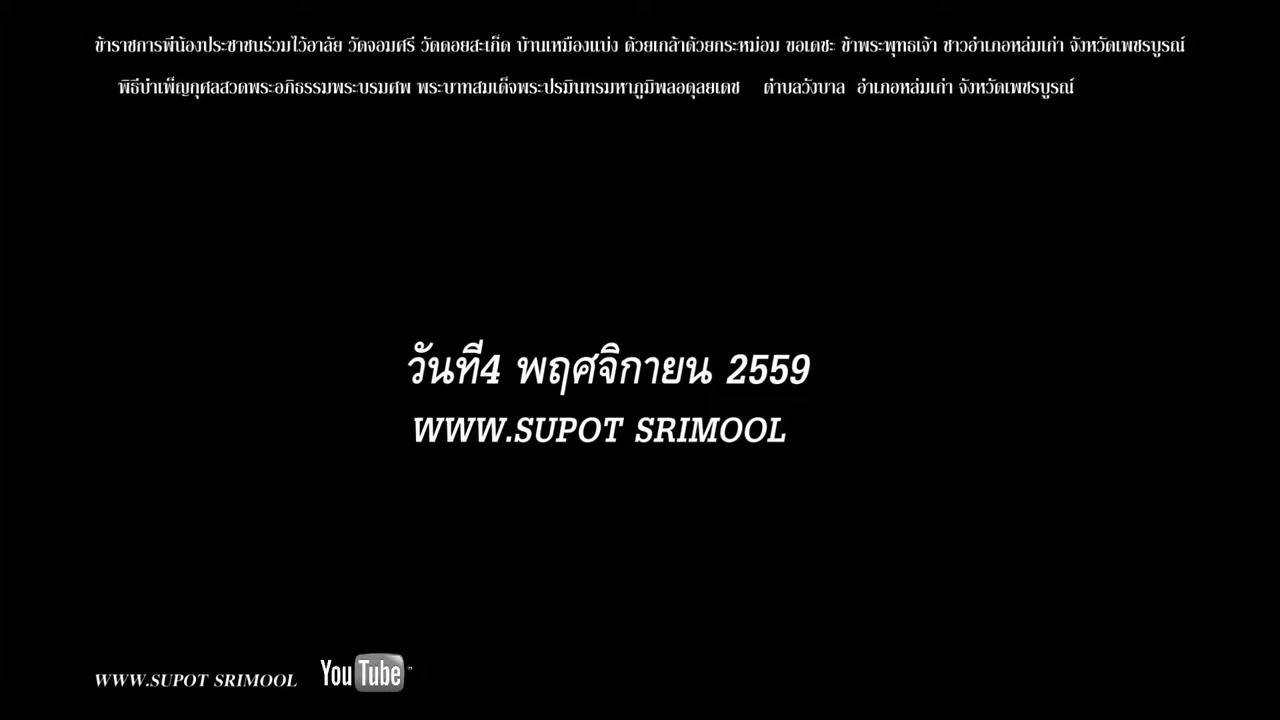 ข้าราชการพี่น้องประชาชนร่วมไว้อาลัย วัดจอมศรี วัดดอยสะเก็ด บ้านเหมืองแบ่ง ด้วยเกล้าด้วยกระหม่อม ขอเดชะ ข้าพระพุทธเจ้า ชาวอำเภอหล่มเก่า จังหวัดเพชรบูรณ์
พิธีบำเพ็ญกุศลสวดพระอภิธรรมพระบรมศพ พระบาทสมเด็จพระปรมินทรมหาภูมิพลอดุลยเดช ตำบลวังบาล อำเภอหล่มเก่า จังหวัดเพชรบูรณ์
วันที่4 พฤศจิกายน 2559
WWW.SUPOT SRIMOOL
WWW.SUPOT SRIMOOL YouTube